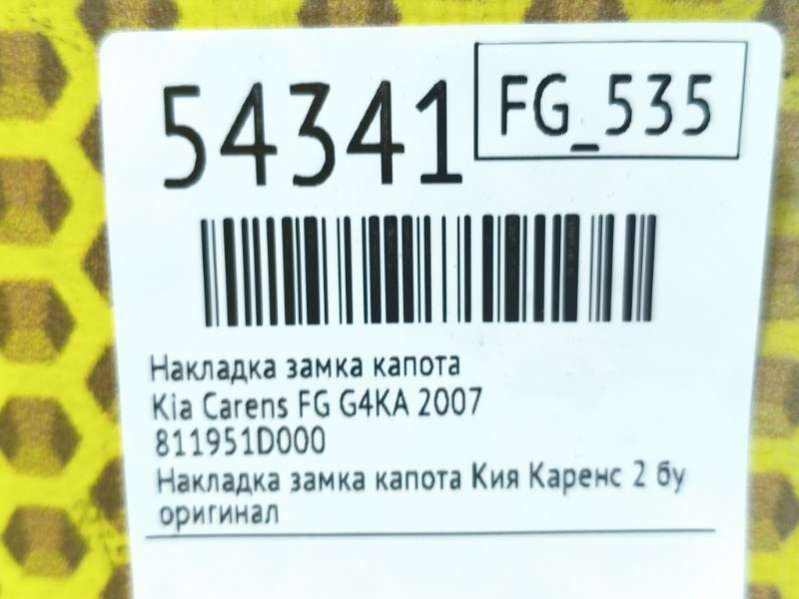 54341
FG_535
Накладка замка капота
Kia Carens FG G4KA 2007
811951D000
Накладка замка капота Кия Каренс 2 бу
оригинал